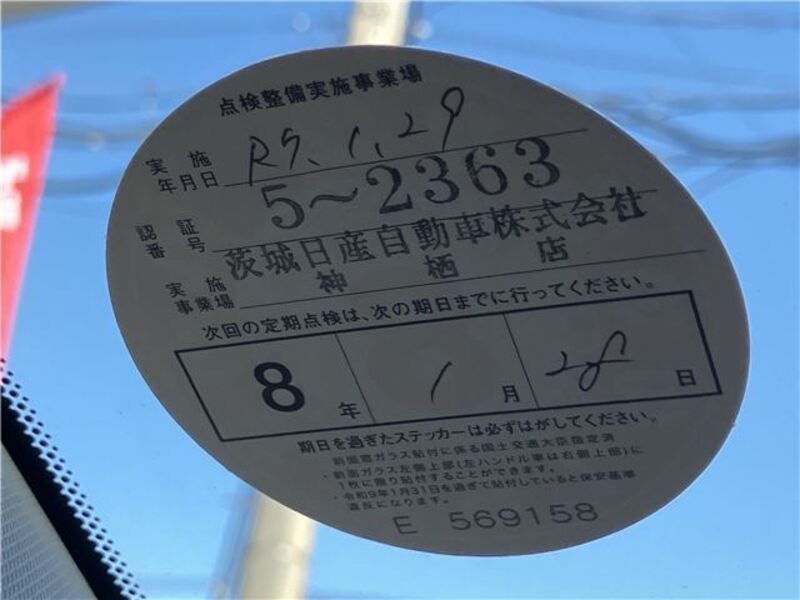 点検整備実施事業場
実施年月日 R7.1.29
認証番号 5~2363
実施事業場 茨城日産自動車株式会社
神栖店
次回の定期点検は、次の期日までに行ってください。
8年 1月 28日
期日を過ぎたステッカーは必ずはがしてください。
前面窓ガラス貼付に係る国土交通大臣指定済
・前面ガラス左側上部(左ハンドル車は右側上部)に
1枚に限り貼付することができます。
・令和9年1月31日を過ぎて貼付していると保安基準
違反になります。
E 569158